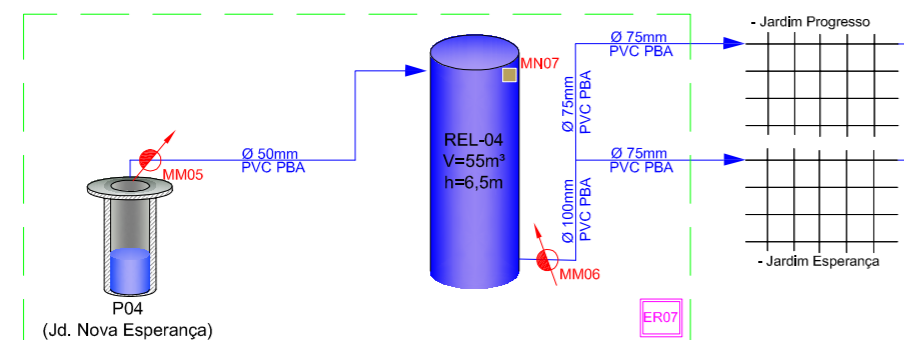 - Jardim Progresso
Ø 75mm
PVC PBA
MN07
Ø 75mm
PVC PBA
REL-04
V=55m³
h=6,5m
Ø 50mm
PVC PBA
MM05
Ø 75mm
PVC PBA
Ø 100mm
PVC PBA
- Jardim Esperança
MM06
P04
(Jd. Nova Esperança)
ER07